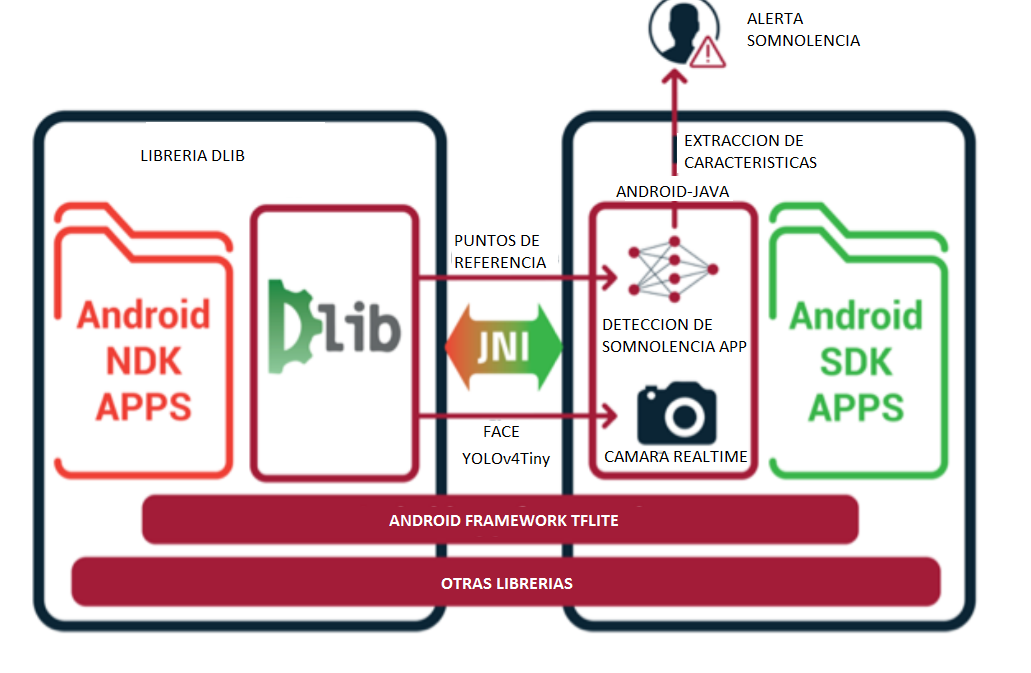 ALERTA
SOMNOLENCIA
LIBRERIA DLIB
EXTRACCION DE
CARACTERISTICAS
ANDROID-JAVA
Android
NDK
APPS
Dlib
PUNTOS DE
REFERENCIA
JNI
FACE
YOLOv4Tiny
DETECCION DE
SOMNOLENCIA APP
CAMARA REALTIME
Android
SDK
APPS
ANDROID FRAMEWORK TFLITE
OTRAS LIBRERIAS